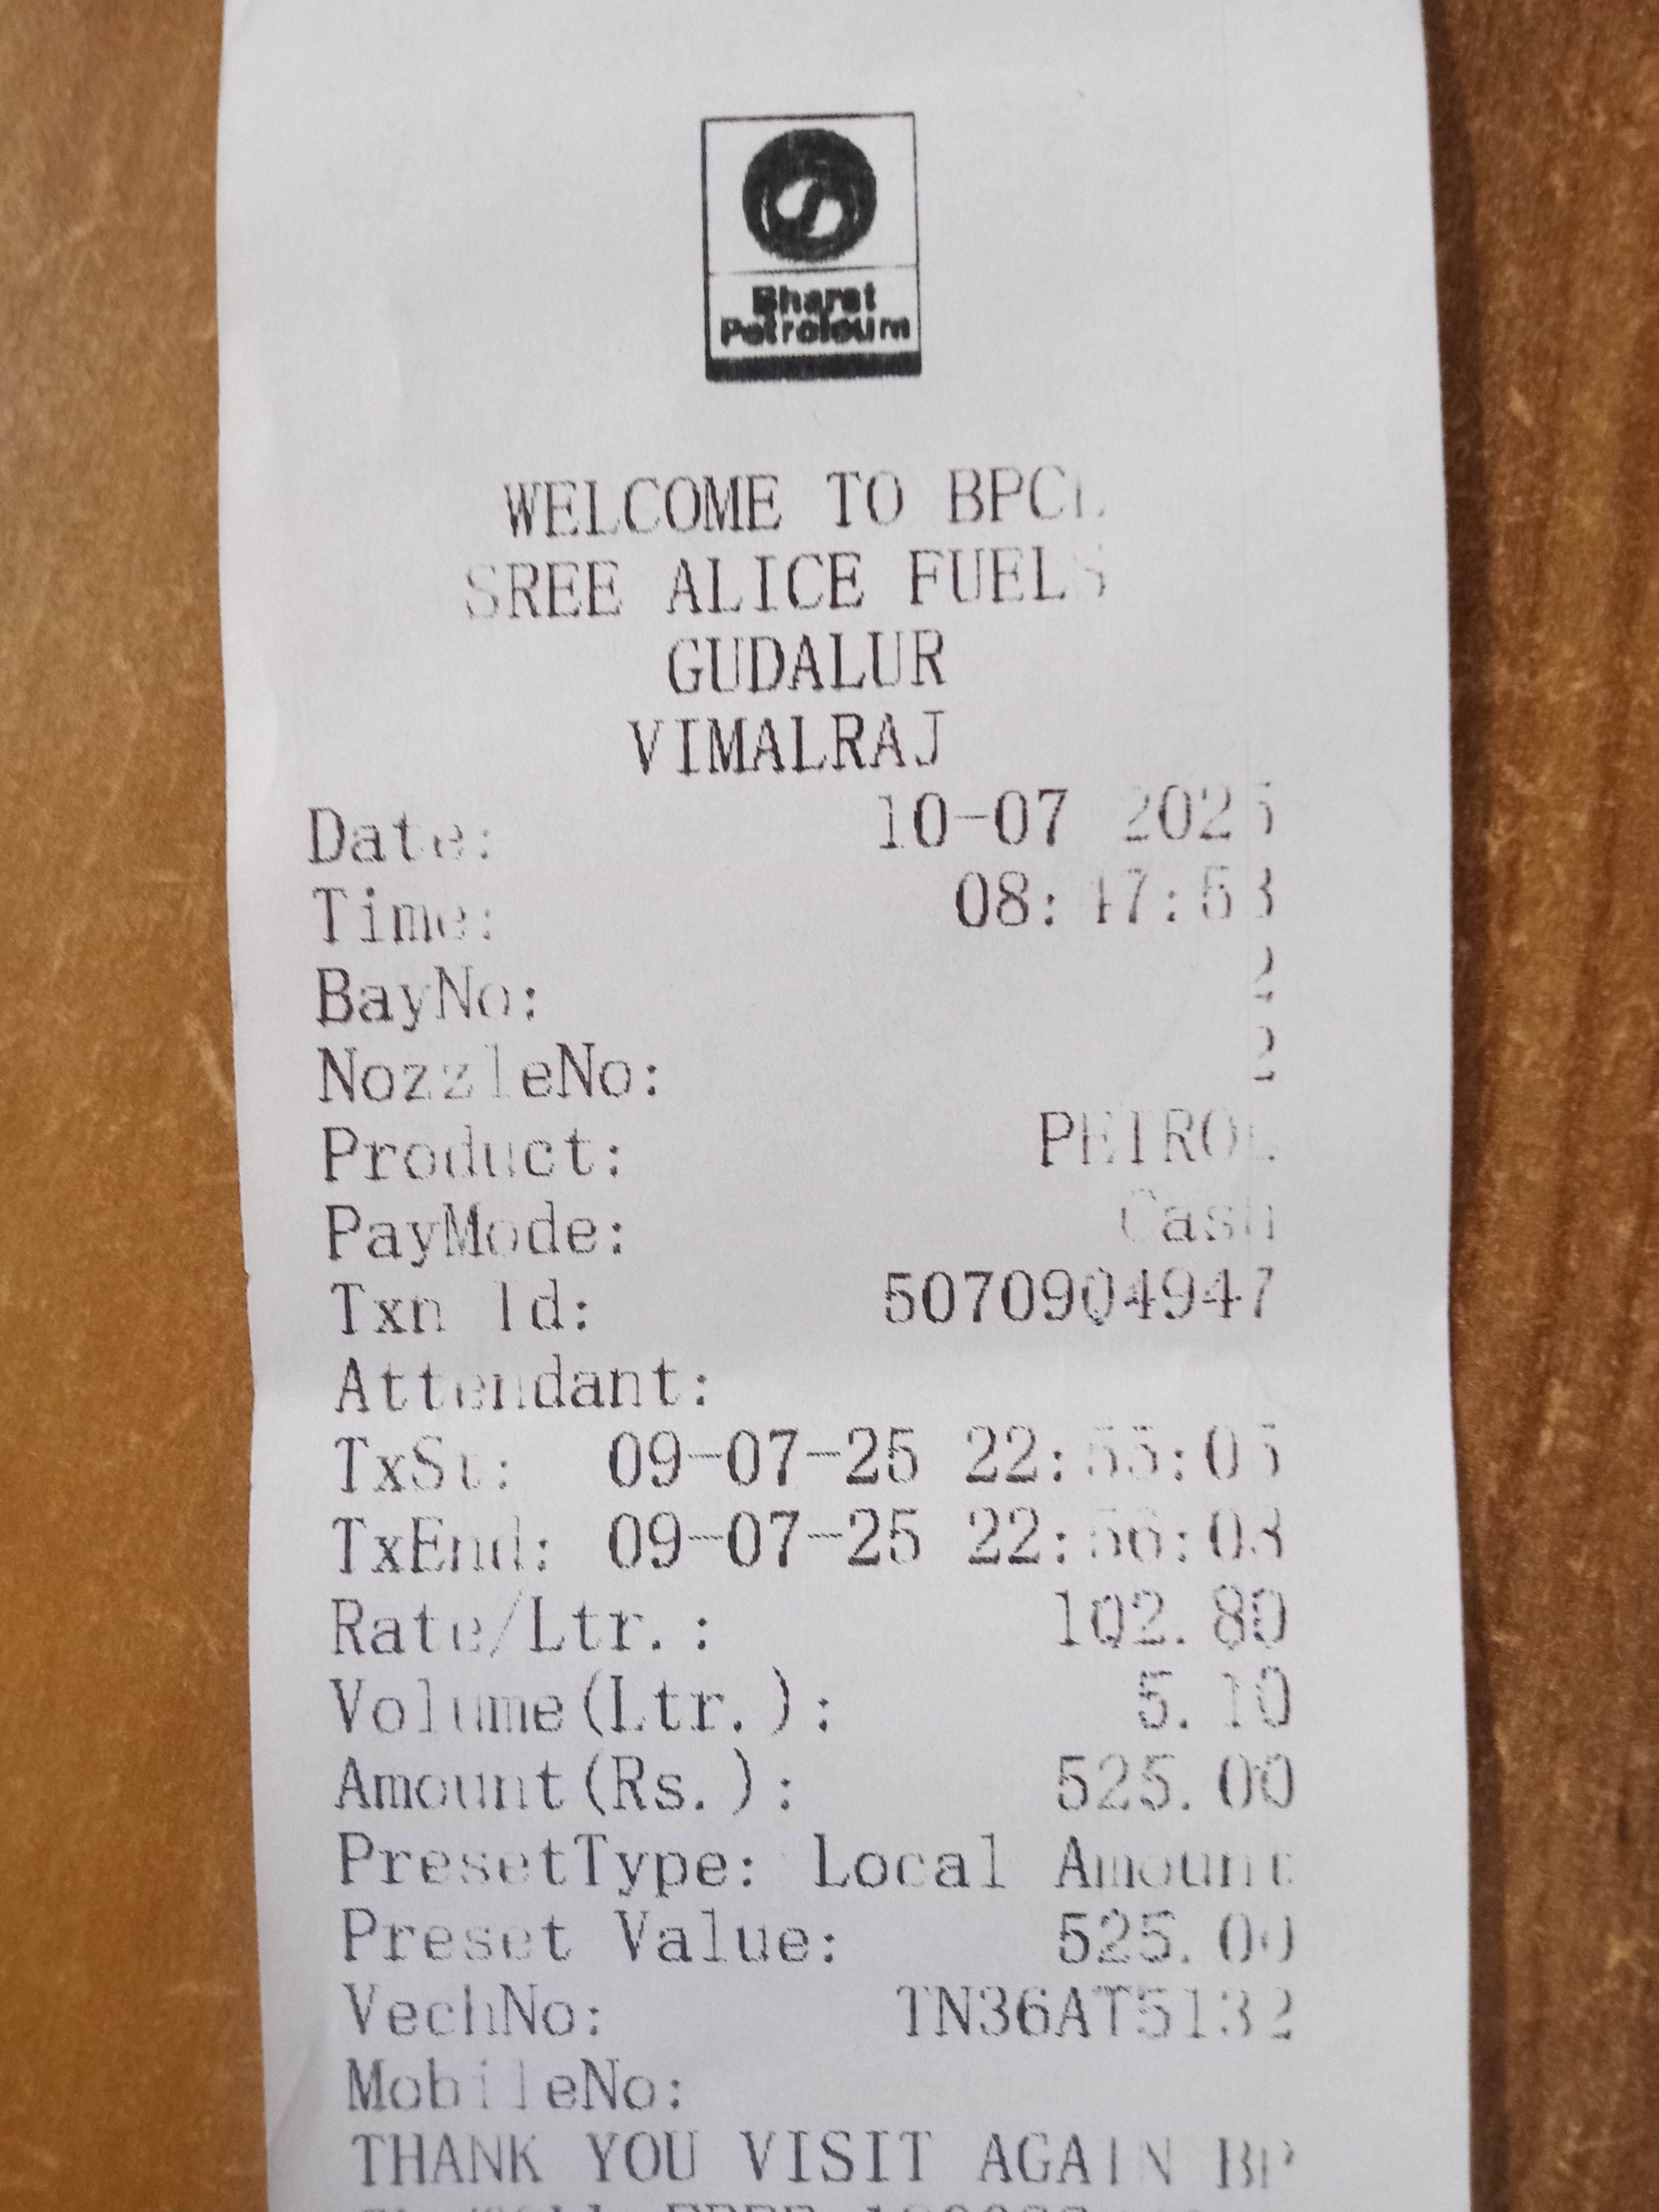 Bharat
Petroleum
WELCOME TO BPCL
SREE ALICE FUELS
GUDALUR
VIMALRAJ
Date: 10-07 2025
Time: 08:47:53
BayNo: 2
NozzleNo: 2
Product: PETROL
PayMode: Cash
Txn Id: 5070904947
Attendant:
TxSt: 09-07-25 22:55:05
TxEnd: 09-07-25 22:56:03
Rate/Ltr.: 102.80
Volume(Ltr.): 5.10
Amount(Rs.): 525.00
PresetType: Local Amount
Preset Value: 525.00
VechNo: TN36AT5132
MobileNo:
THANK YOU VISIT AGAIN BP